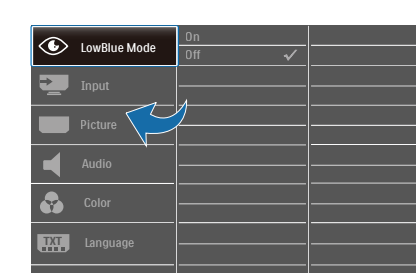 LowBlue Mode
On
Off
Input
Picture
Audio
Color
TXT
Language